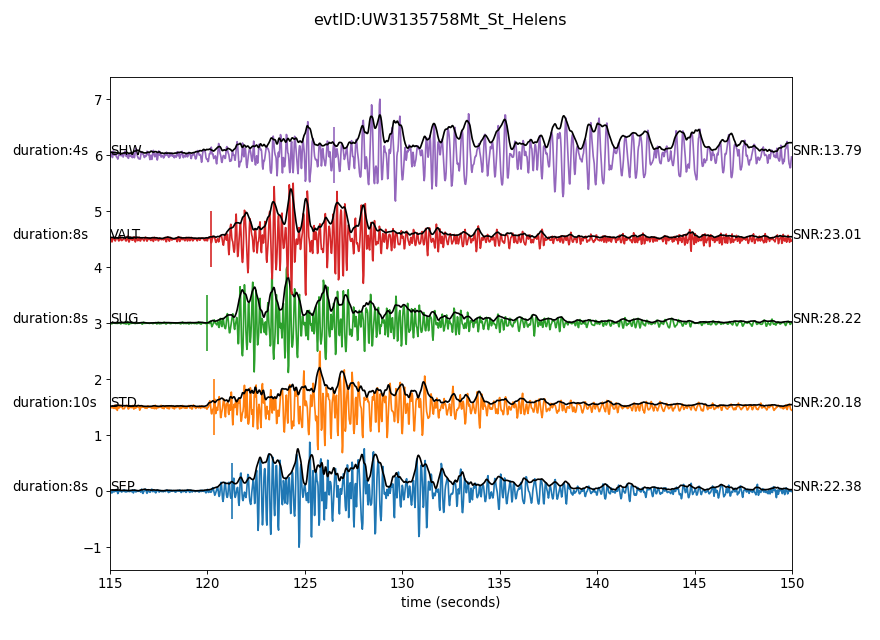 evtID:UW3135758Mt_St_Helens
7
duration:4s SHW SNR:13.79
6
5
duration:8s VALT SNR:23.01
4
duration:8s SUG SNR:28.22
3
2
duration:10s STD SNR:20.18
1
duration:8s SEP SNR:22.38
0
−1
115 120 125 130 135 140 145 150
time (seconds)